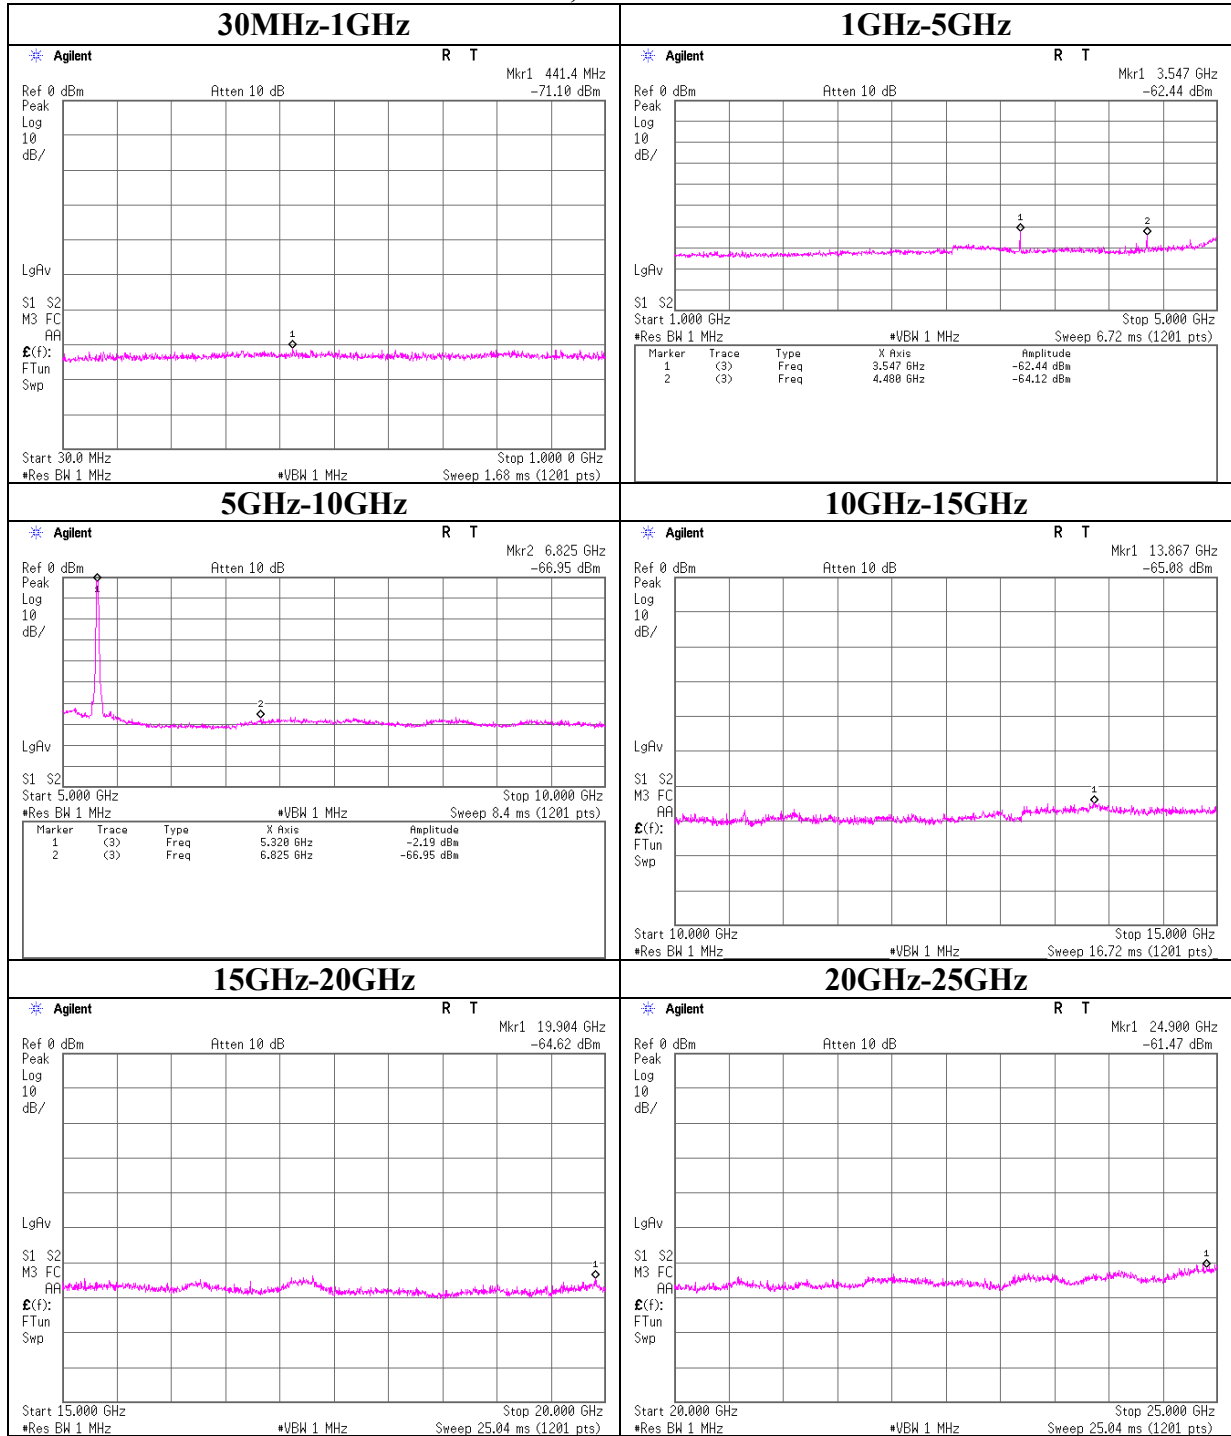 30MHz-1GHz
Agilent R T
Mkr1 441.4 MHz
Ref 0 dBm Atten 10 dB -71.10 dBm
Peak
Log
10
dB/
1
LgAv
S1 S2
M3 FC
AA
£(f):
FTun
Swp
Start 30.0 MHz Stop 1.000 0 GHz
#Res BW 1 MHz #VBW 1 MHz Sweep 1.68 ms (1201 pts)
1GHz-5GHz
Agilent R T
Mkr1 3.547 GHz
Ref 0 dBm Atten 10 dB -62.44 dBm
Peak
Log
10
dB/
1 2
LgAv
S1 S2
Start 1.000 GHz Stop 5.000 GHz
#Res BW 1 MHz #VBW 1 MHz Sweep 6.72 ms (1201 pts)
Marker Trace Type X Axis Amplitude
1 (3) Freq 3.547 GHz -62.44 dBm
2 (3) Freq 4.480 GHz -64.12 dBm
5GHz-10GHz
Agilent R T
Mkr2 6.825 GHz
Ref 0 dBm Atten 10 dB -66.95 dBm
Peak
Log
10
dB/
1
2
LgAv
S1 S2
Start 5.000 GHz Stop 10.000 GHz
#Res BW 1 MHz #VBW 1 MHz Sweep 8.4 ms (1201 pts)
Marker Trace Type X Axis Amplitude
1 (3) Freq 5.320 GHz -2.19 dBm
2 (3) Freq 6.825 GHz -66.95 dBm
10GHz-15GHz
Agilent R T
Mkr1 13.867 GHz
Ref 0 dBm Atten 10 dB -65.08 dBm
Peak
Log
10
dB/
LgAv
S1 S2
1
M3 FC
AA
£(f):
FTun
Swp
Start 10.000 GHz Stop 15.000 GHz
#Res BW 1 MHz #VBW 1 MHz Sweep 16.72 ms (1201 pts)
15GHz-20GHz
Agilent R T
Mkr1 19.904 GHz
Ref 0 dBm Atten 10 dB -64.62 dBm
Peak
Log
10
dB/
LgAv
S1 S2
1
M3 FC
AA
£(f):
FTun
Swp
Start 15.000 GHz Stop 20.000 GHz
#Res BW 1 MHz #VBW 1 MHz Sweep 25.04 ms (1201 pts)
20GHz-25GHz
Agilent R T
Mkr1 24.900 GHz
Ref 0 dBm Atten 10 dB -61.47 dBm
Peak
Log
10
dB/
LgAv
S1 S2 1
M3 FC
AA
£(f):
FTun
Swp
Start 20.000 GHz Stop 25.000 GHz
#Res BW 1 MHz #VBW 1 MHz Sweep 25.04 ms (1201 pts)